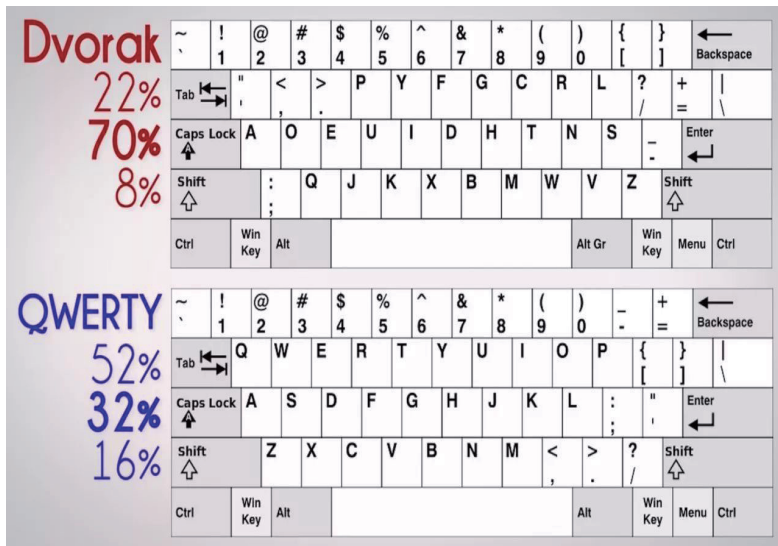 Dvorak
22%
70%
8%
~ ! @ # $ % ^ & * ( ) { }
` 1 2 3 4 5 6 7 8 9 0 [ ] Backspace
Tab " < > P Y F G C R L ? + |
' , . / = \
Caps Lock A O E U I D H T N S _ Enter
-
Shift : Q J K X B M W V Z Shift
;
Ctrl Win Key Alt Alt Gr Win Key Menu Ctrl
QWERTY
52%
32%
16%
~ ! @ # $ % ^ & * ( ) _ +
` 1 2 3 4 5 6 7 8 9 0 - = Backspace
Tab Q W E R T Y U I O P { } |
[ ] \
Caps Lock A S D F G H J K L : " Enter
; '
Shift Z X C V B N M < > ? Shift
, . /
Ctrl Win Key Alt Alt Win Key Menu Ctrl